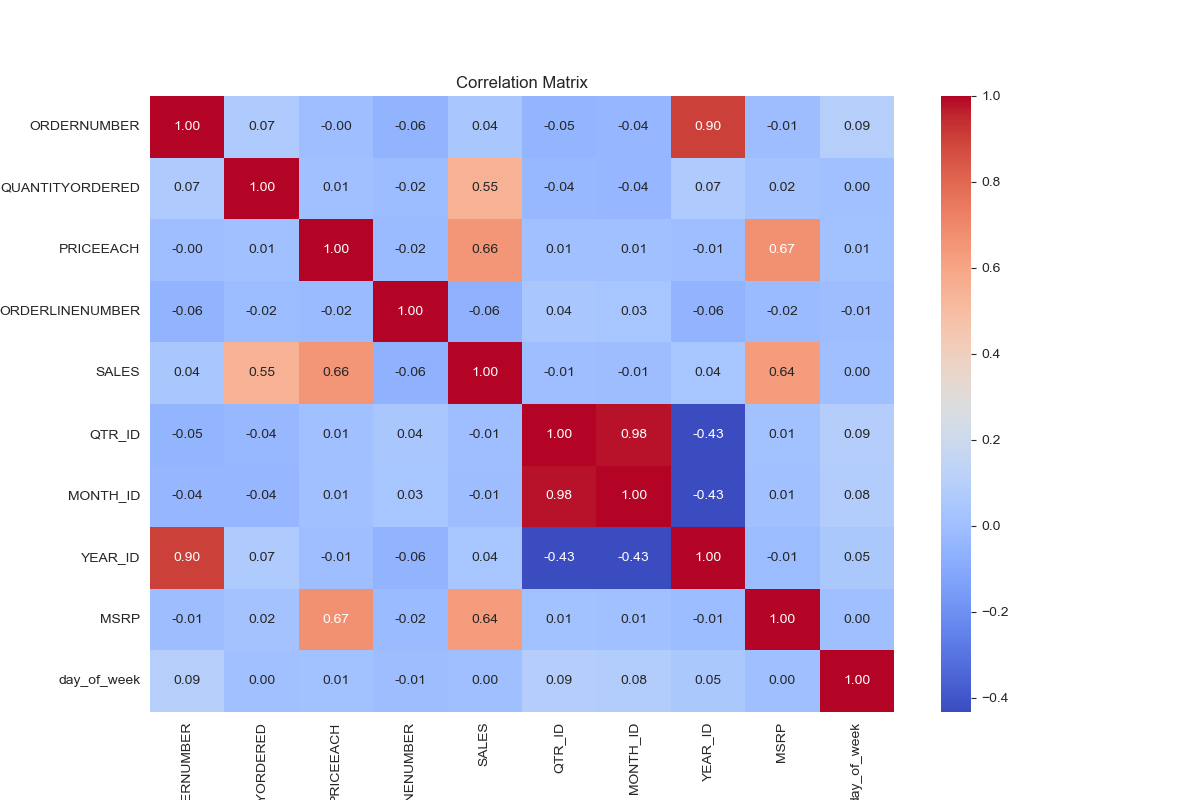 Correlation Matrix
ORDERNUMBER 1.00 0.07 -0.00 -0.06 0.04 -0.05 -0.04 0.90 -0.01 0.09
QUANTITYORDERED 0.07 1.00 0.01 -0.02 0.55 -0.04 -0.04 0.07 0.02 0.00
PRICEEACH -0.00 0.01 1.00 -0.02 0.66 0.01 0.01 -0.01 0.67 0.01
ORDERLINENUMBER -0.06 -0.02 -0.02 1.00 -0.06 0.04 0.03 -0.06 -0.02 -0.01
SALES 0.04 0.55 0.66 -0.06 1.00 -0.01 -0.01 0.04 0.64 0.00
QTR_ID -0.05 -0.04 0.01 0.04 -0.01 1.00 0.98 -0.43 0.01 0.09
MONTH_ID -0.04 -0.04 0.01 0.03 -0.01 0.98 1.00 -0.43 0.01 0.08
YEAR_ID 0.90 0.07 -0.01 -0.06 0.04 -0.43 -0.43 1.00 -0.01 0.05
MSRP -0.01 0.02 0.67 -0.02 0.64 0.01 0.01 -0.01 1.00 0.00
day_of_week 0.09 0.00 0.01 -0.01 0.00 0.09 0.08 0.05 0.00 1.00
ERNUMBER
YORDERED
PRICEEACH
NENUMBER
SALES
QTR_ID
MONTH_ID
YEAR_ID
MSRP
day_of_week
1.0
0.8
0.6
0.4
0.2
0.0
−0.2
−0.4